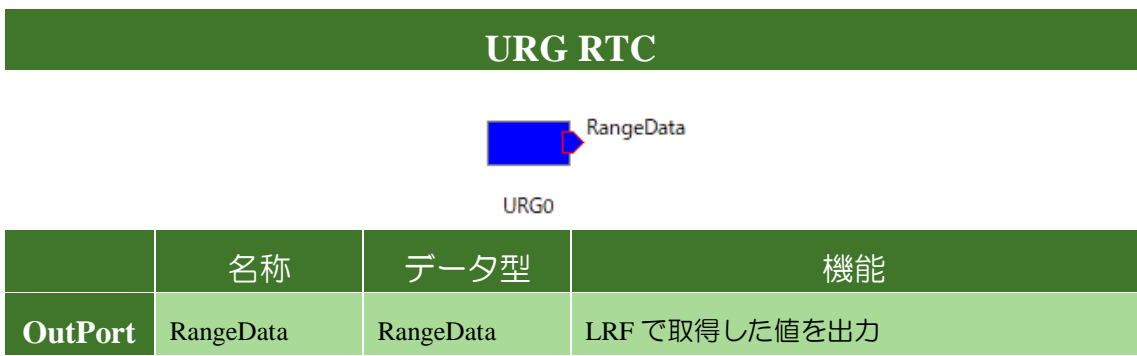 URG RTC
RangeData
URG0
名称 データ型 機能
OutPort RangeData RangeData LRF で取得した値を出力